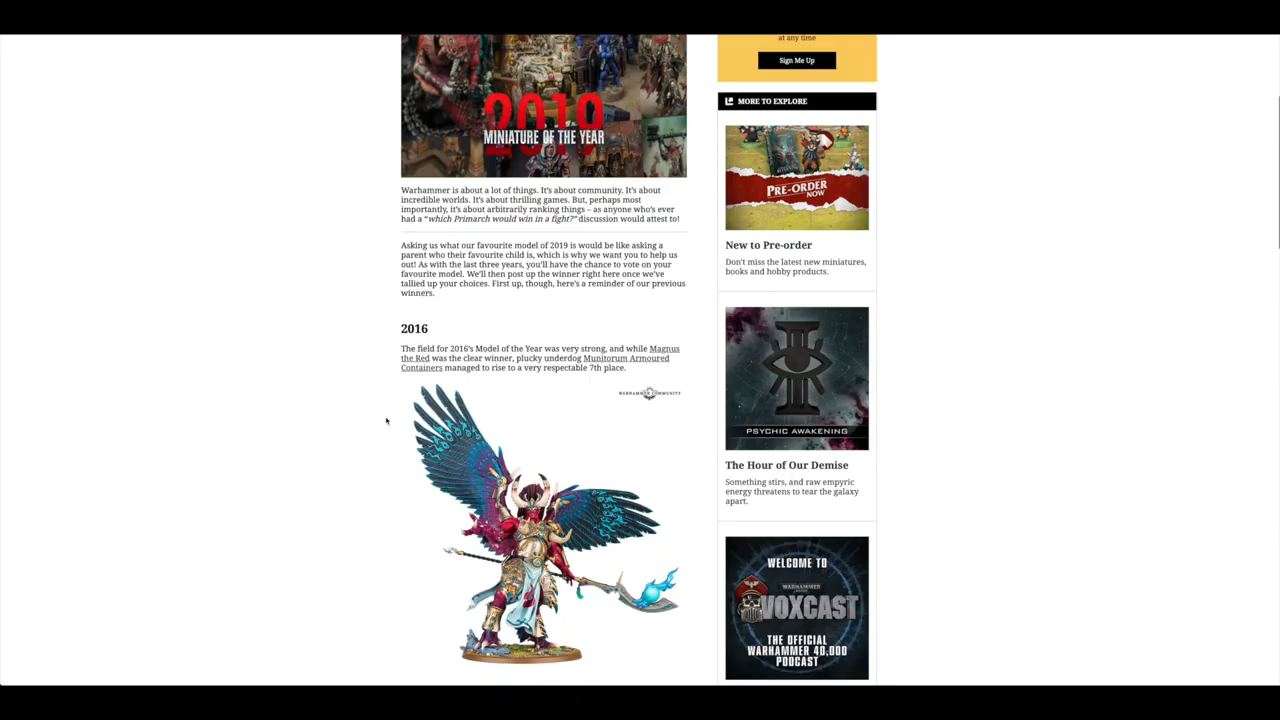 at any time
Sign Me Up
2019
MINIATURE OF THE YEAR
Warhammer is about a lot of things. It's about community. It's about
incredible worlds. It's about thrilling games. But, perhaps most
importantly, it's about arbitrarily ranking things – as anyone who's ever
had a "which Primarch would win in a fight?" discussion would attest to!
Asking us what our favourite model of 2019 is would be like asking a
parent who their favourite child is, which is why we want you to help us
out! As with the last three years, you'll have the chance to vote on your
favourite model. We'll then post up the winner right here once we've
tallied up your choices. First up, though, here's a reminder of our previous
winners.
2016
The field for 2016's Model of the Year was very strong, and while Magnus
the Red was the clear winner, plucky underdog Munitorum Armoured
Containers managed to rise to a very respectable 7th place.
WARHAMMER COMMUNITY
MORE TO EXPLORE
PRE-ORDER
NOW
New to Pre-order
Don't miss the latest new miniatures,
books and hobby products.
PSYCHIC AWAKENING
The Hour of Our Demise
Something stirs, and raw empyric
energy threatens to tear the galaxy
apart.
WELCOME TO
WARHAMMER
VOXCAST
THE OFFICIAL
WARHAMMER 40,000
PODCAST